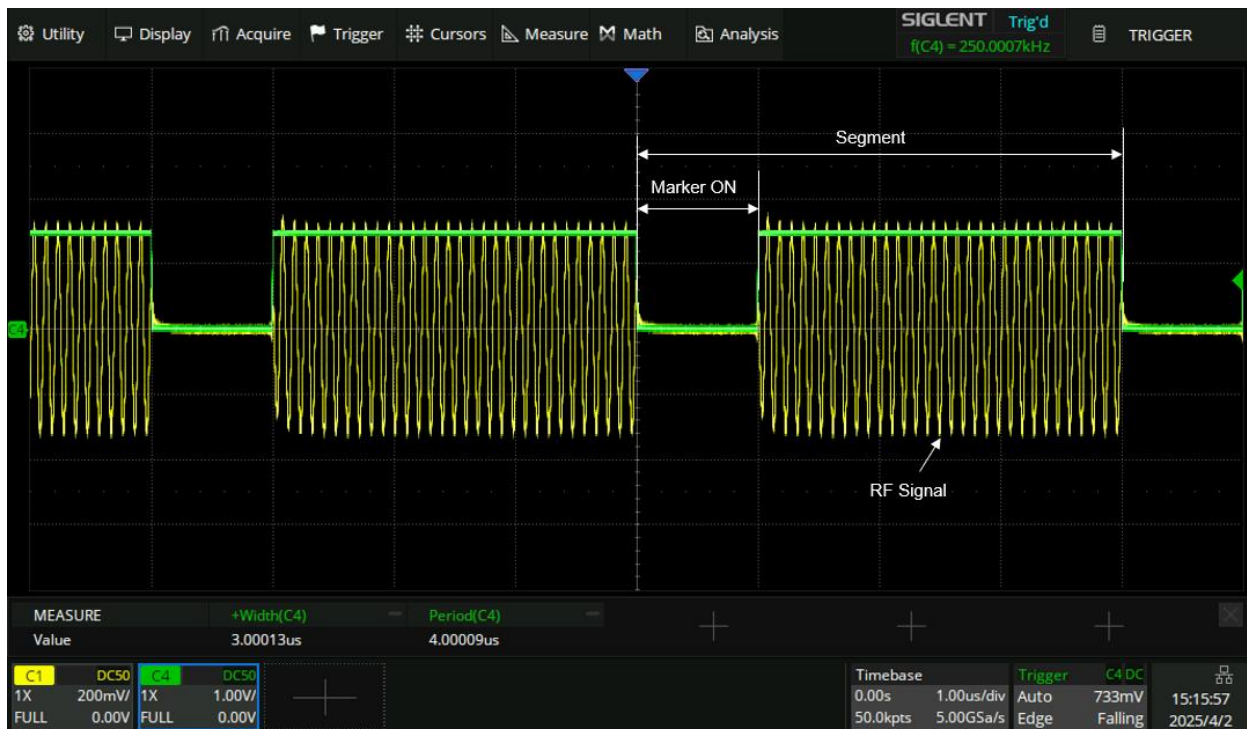 Utility Display Acquire Trigger Cursors Measure Math Analysis SIGLENT Trig'd TRIGGER
f(C4) = 250.0007kHz
Segment
Marker ON
C4
RF Signal
MEASURE +Width(C4) Period(C4)
Value 3.00013us 4.00009us
C1 DC50 C4 DC50 Timebase Trigger C4 DC
1X 200mV/ 1X 1.00V/ 0.00s 1.00us/div Auto 733mV 15:15:57
FULL 0.00V FULL 0.00V 50.0kpts 5.00GSa/s Edge Falling 2025/4/2